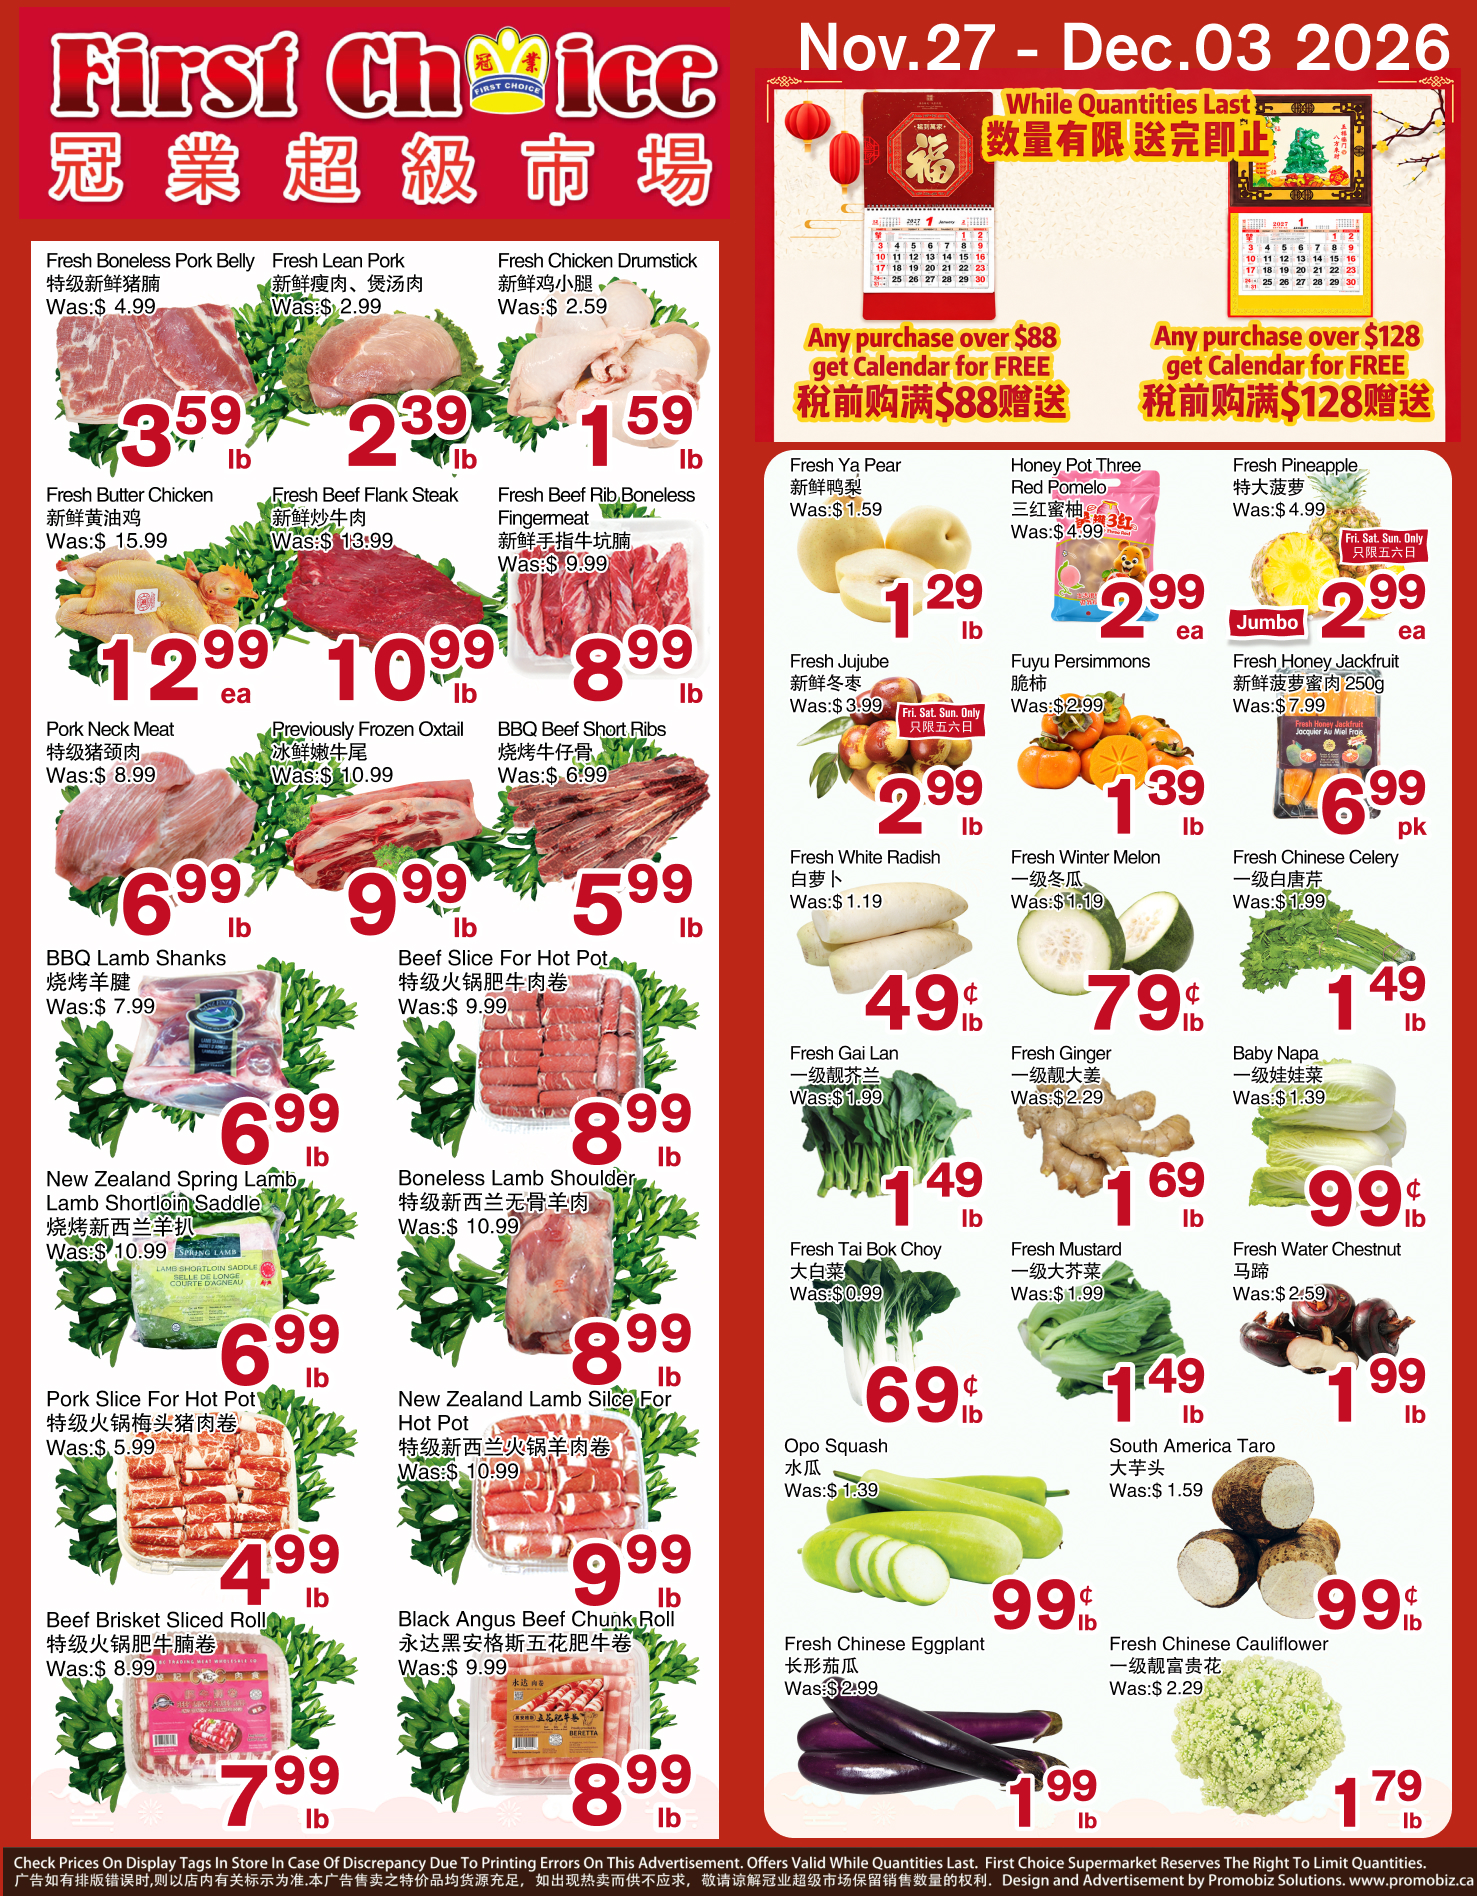 First Choice
冠業
FIRST CHOICE
冠業超級市場
Nov.27 - Dec.03 2026
While Quantities Last
数量有限 送完即止
Any purchase over $88
get Calendar for FREE
税前购满$88赠送
Any purchase over $128
get Calendar for FREE
税前购满$128赠送
Fresh Boneless Pork Belly
特级新鲜猪腩
Was:$ 4.99
3.59 lb
Fresh Lean Pork
新鲜瘦肉、煲汤肉
Was:$ 2.99
2.39 lb
Fresh Chicken Drumstick
新鲜鸡小腿
Was:$ 2.59
1.59 lb
Fresh Butter Chicken
新鲜黄油鸡
Was:$ 15.99
12.99 ea
Fresh Beef Flank Steak
新鲜炒牛肉
Was:$ 13.99
10.99 lb
Fresh Beef Rib Boneless
Fingermeat
新鲜手指牛坑腩
Was:$ 9.99
8.99 lb
Pork Neck Meat
特级猪颈肉
Was:$ 8.99
6.99 lb
Previously Frozen Oxtail
冰鲜嫩牛尾
Was:$ 10.99
9.99 lb
BBQ Beef Short Ribs
烧烤牛仔骨
Was:$ 6.99
5.99 lb
BBQ Lamb Shanks
烧烤羊腱
Was:$ 7.99
6.99 lb
Beef Slice For Hot Pot
特级火锅肥牛肉卷
Was:$ 9.99
8.99 lb
New Zealand Spring Lamb
Lamb Shortloin Saddle
烧烤新西兰羊扒
Was:$ 10.99
SPRING LAMB
LAMB SHORTLOIN SADDLE
SELLE DE LONGE
COURTE D'AGNEAU
6.99 lb
Boneless Lamb Shoulder
特级新西兰无骨羊肉
Was:$ 10.99
8.99 lb
Pork Slice For Hot Pot
特级火锅梅头猪肉卷
Was:$ 5.99
4.99 lb
New Zealand Lamb Silce For
Hot Pot
特级新西兰火锅羊肉卷
Was:$ 10.99
9.99 lb
Beef Brisket Sliced Roll
特级火锅肥牛腩卷
Was:$ 8.99
7.99 lb
Black Angus Beef Chunk Roll
永达黑安格斯五花肥牛卷
Was:$ 9.99
永达肉卷
五花肥牛卷
BERETTA
8.99 lb
Fresh Ya Pear
新鲜鸭梨
Was:$ 1.59
1.29 lb
Honey Pot Three
Red Pomelo
三红蜜柚
Was:$ 4.99
2.99 ea
Fresh Pineapple
特大菠萝
Was:$ 4.99
Fri. Sat. Sun. Only
只限五六日
Jumbo
2.99 ea
Fresh Jujube
新鲜冬枣
Was:$ 3.99
Fri. Sat. Sun. Only
只限五六日
2.99 lb
Fuyu Persimmons
脆柿
Was:$ 2.99
1.39 lb
Fresh Honey Jackfruit
新鲜菠萝蜜肉 250g
Was:$ 7.99
Fresh Honey Jackfruit
Jacquier Au Miel Frais
6.99 pk
Fresh White Radish
白萝卜
Was:$ 1.19
49¢ lb
Fresh Winter Melon
一级冬瓜
Was:$ 1.19
79¢ lb
Fresh Chinese Celery
一级白唐芹
Was:$ 1.99
1.49 lb
Fresh Gai Lan
一级靓芥兰
Was:$ 1.99
1.49 lb
Fresh Ginger
一级靓大姜
Was:$ 2.29
1.69 lb
Baby Napa
一级娃娃菜
Was:$ 1.39
99¢ lb
Fresh Tai Bok Choy
大白菜
Was:$ 0.99
69¢ lb
Fresh Mustard
一级大芥菜
Was:$ 1.99
1.49 lb
Fresh Water Chestnut
马蹄
Was:$ 2.59
1.99 lb
Opo Squash
水瓜
Was:$ 1.39
99¢ lb
South America Taro
大芋头
Was:$ 1.59
99¢ lb
Fresh Chinese Eggplant
长形茄瓜
Was:$ 2.99
1.99 lb
Fresh Chinese Cauliflower
一级靓富贵花
Was:$ 2.29
1.79 lb
Check Prices On Display Tags In Store In Case Of Discrepancy Due To Printing Errors On This Advertisement. Offers Valid While Quantities Last. First Choice Supermarket Reserves The Right To Limit Quantities.
广告如有排版错误时,则以店内有关标示为准.本广告售卖之特价品均货源充足，如出现热卖而供不应求，敬请谅解冠业超级市场保留销售数量的权利. Design and Advertisement by Promobiz Solutions. www.promobiz.ca